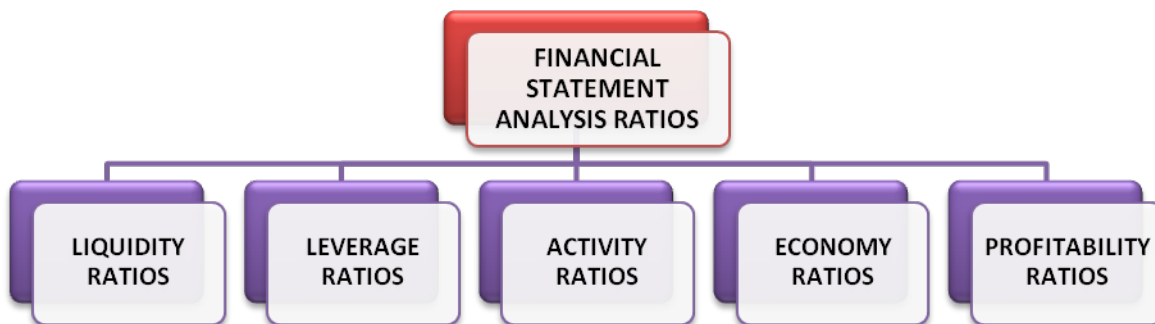 FINANCIAL
STATEMENT
ANALYSIS RATIOS
LIQUIDITY
RATIOS
LEVERAGE
RATIOS
ACTIVITY
RATIOS
ECONOMY
RATIOS
PROFITABILITY
RATIOS